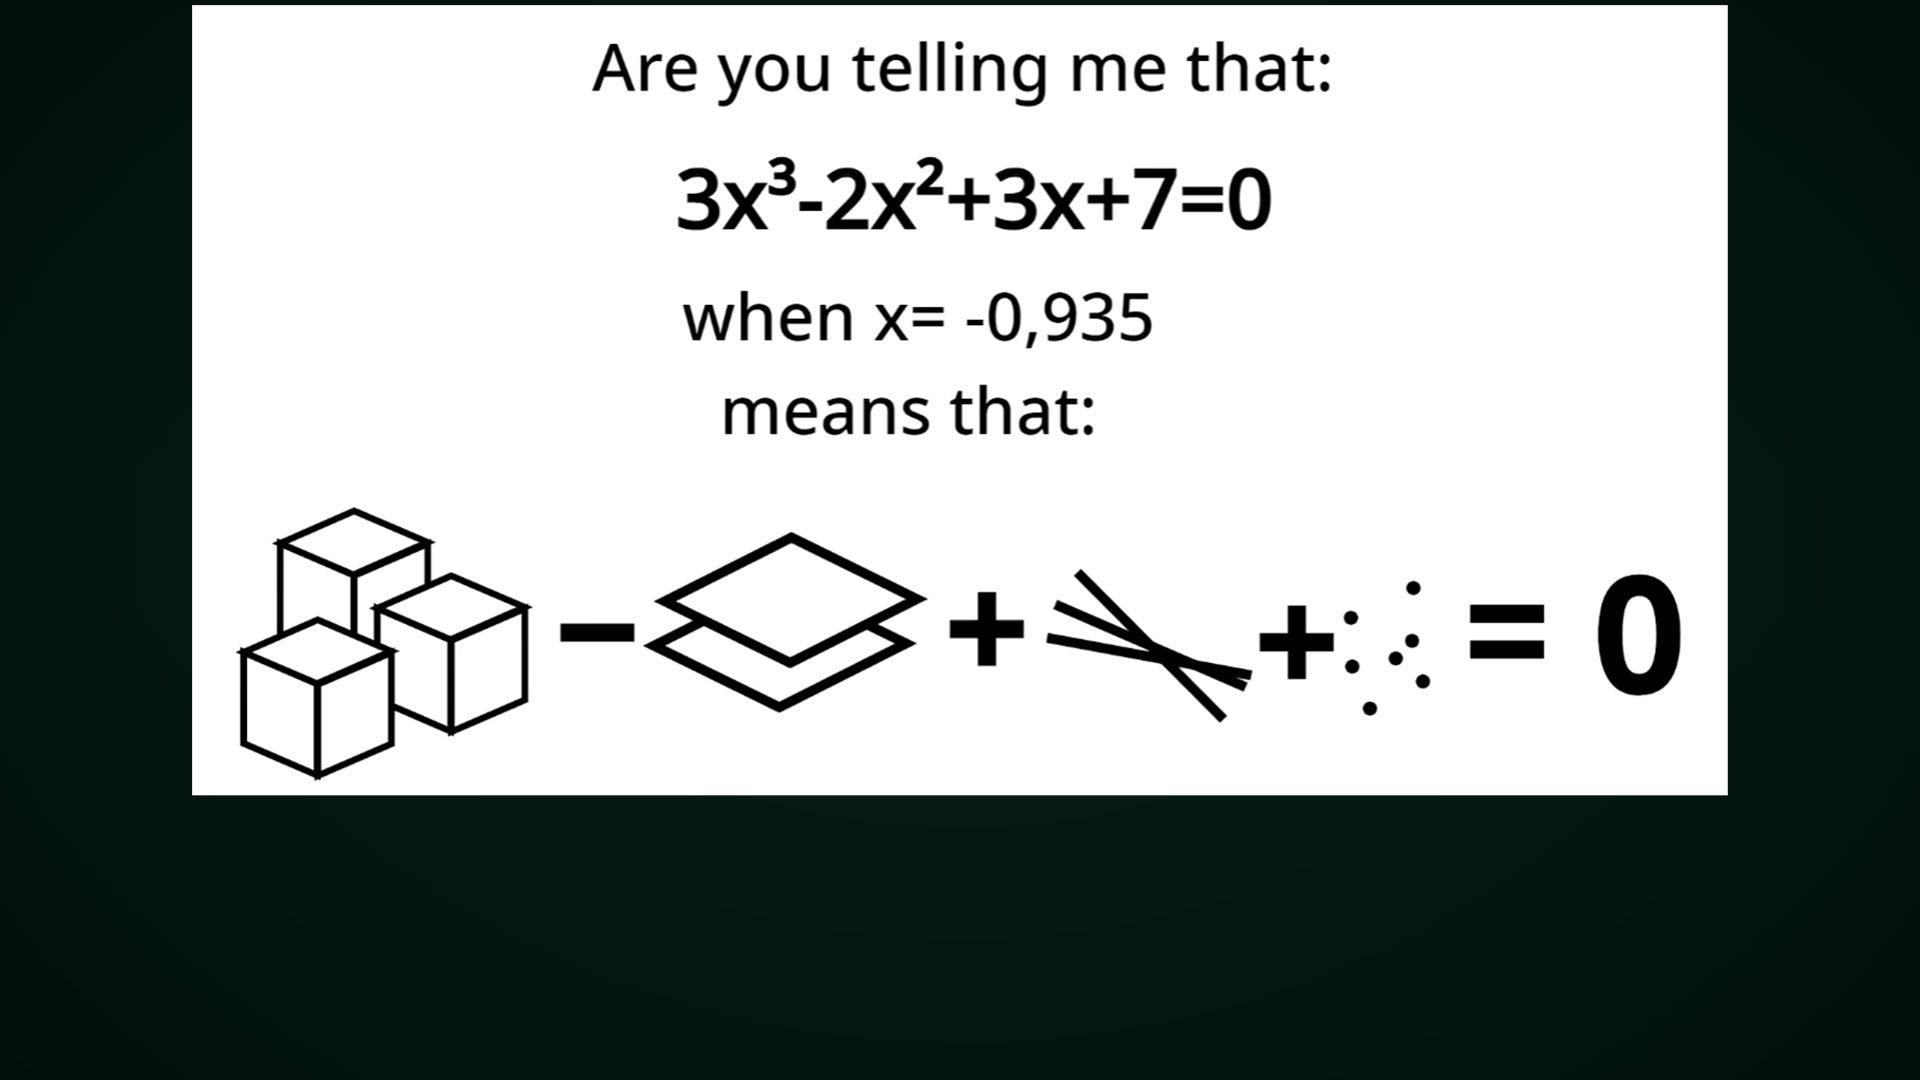 Are you telling me that:
3x³-2x²+3x+7=0
when x= -0,935
means that:
− + + = 0